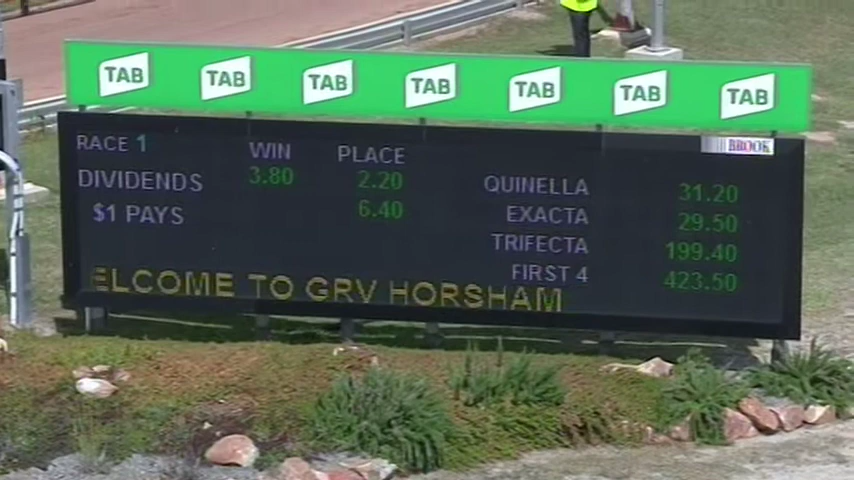 TAB TAB TAB TAB TAB TAB TAB
BROOK
RACE 1 WIN PLACE
DIVIDENDS 3.80 2.20 QUINELLA 31.20
$1 PAYS 6.40 EXACTA 29.50
TRIFECTA 199.40
FIRST 4 423.50
ELCOME TO GRV HORSHAM